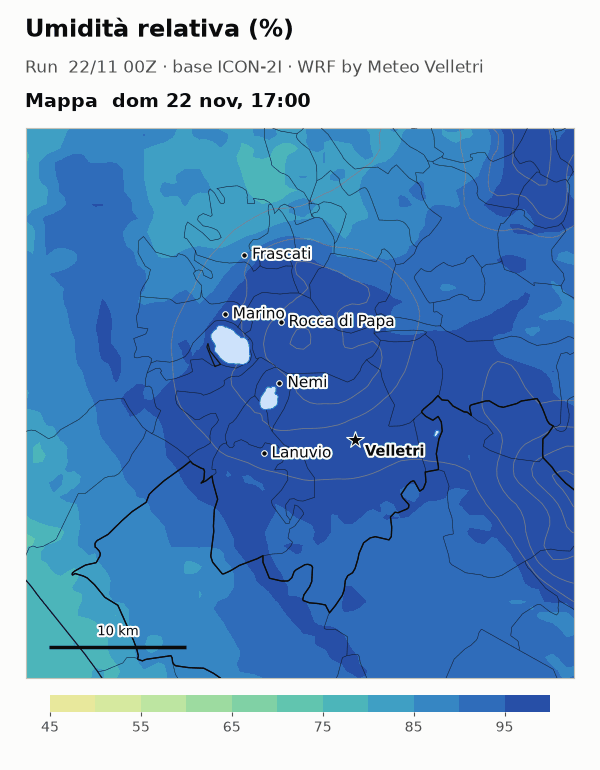 Umidità relativa (%)
Run  22/11 00Z · base ICON-2I · WRF by Meteo Velletri
Mappa  dom 22 nov, 17:00
Frascati
Marino
Rocca di Papa
Nemi
Velletri
Lanuvio
10 km
45 55 65 75 85 95